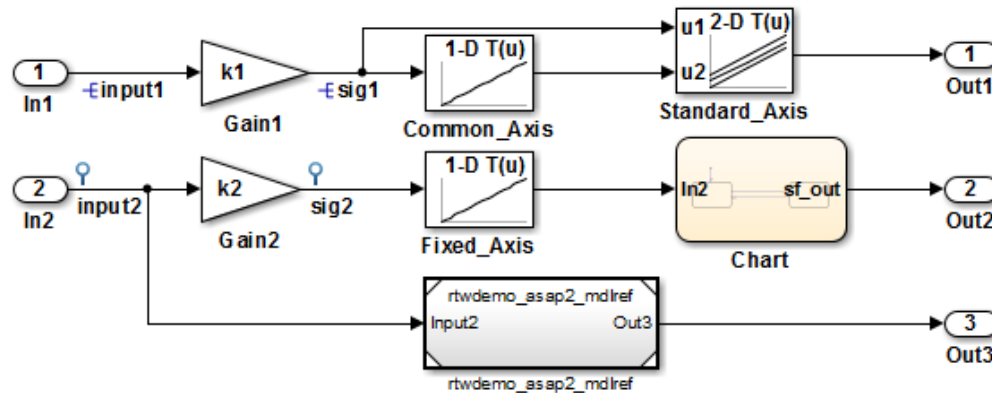 1
In1
input1
k1
Gain1
sig1
1-D T(u)
Common_Axis
u1
u2
2-D T(u)
Standard_Axis
1
Out1
2
In2
input2
k2
Gain2
sig2
1-D T(u)
Fixed_Axis
In2
sf_out
Chart
2
Out2
rtwdemo_asap2_mdlref
Input2
Out3
rtwdemo_asap2_mdlref
3
Out3